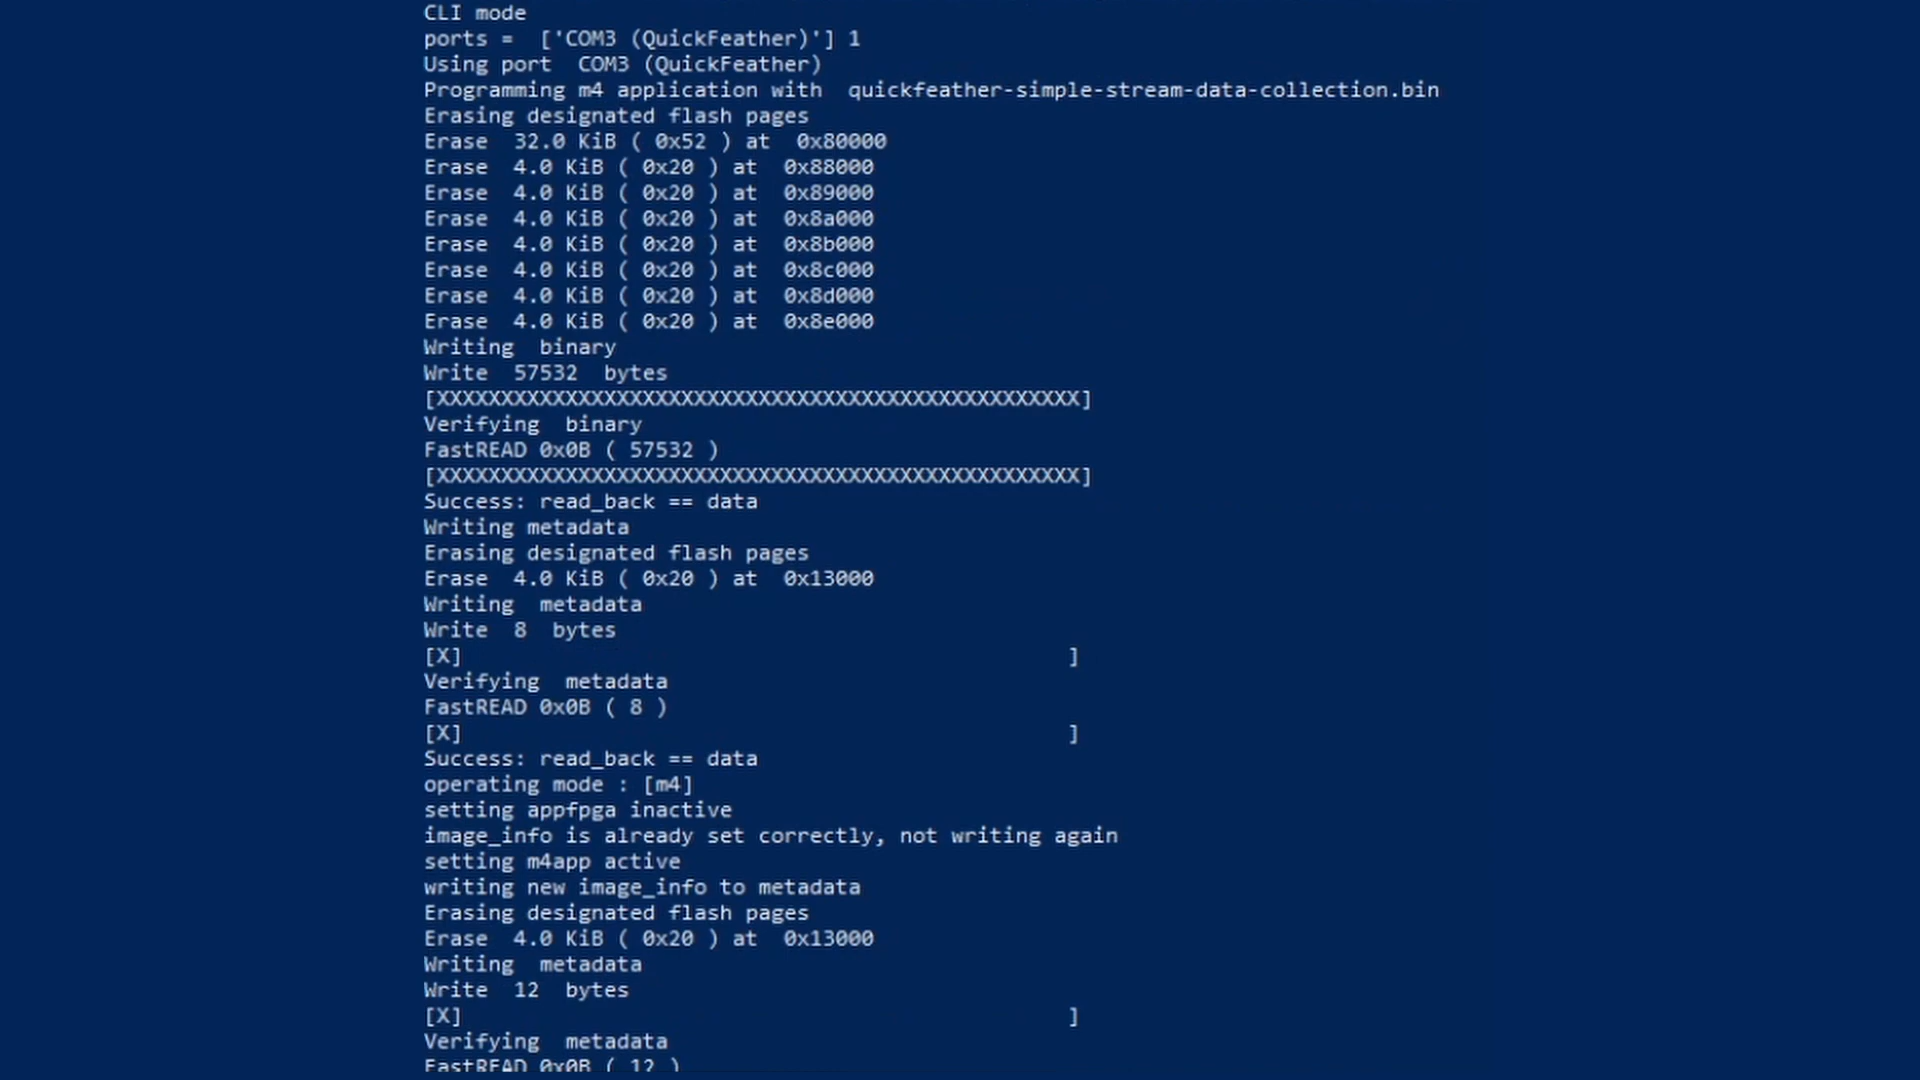 CLI mode
ports =  ['COM3 (QuickFeather)'] 1
Using port  COM3 (QuickFeather)
Programming m4 application with  quickfeather-simple-stream-data-collection.bin
Erasing designated flash pages
Erase  32.0 KiB ( 0x52 ) at  0x80000
Erase  4.0 KiB ( 0x20 ) at  0x88000
Erase  4.0 KiB ( 0x20 ) at  0x89000
Erase  4.0 KiB ( 0x20 ) at  0x8a000
Erase  4.0 KiB ( 0x20 ) at  0x8b000
Erase  4.0 KiB ( 0x20 ) at  0x8c000
Erase  4.0 KiB ( 0x20 ) at  0x8d000
Erase  4.0 KiB ( 0x20 ) at  0x8e000
Writing  binary
Write  57532  bytes
[XXXXXXXXXXXXXXXXXXXXXXXXXXXXXXXXXXXXXXXXXXXXXXXXXX]
Verifying  binary
FastREAD 0x0B ( 57532 )
[XXXXXXXXXXXXXXXXXXXXXXXXXXXXXXXXXXXXXXXXXXXXXXXXXX]
Success: read_back == data
Writing metadata
Erasing designated flash pages
Erase  4.0 KiB ( 0x20 ) at  0x13000
Writing  metadata
Write  8  bytes
[X]                                               ]
Verifying  metadata
FastREAD 0x0B ( 8 )
[X]                                               ]
Success: read_back == data
operating mode : [m4]
setting appfpga inactive
image_info is already set correctly, not writing again
setting m4app active
writing new image_info to metadata
Erasing designated flash pages
Erase  4.0 KiB ( 0x20 ) at  0x13000
Writing  metadata
Write  12  bytes
[X]                                               ]
Verifying  metadata
FastREAD 0x0B ( 12 )